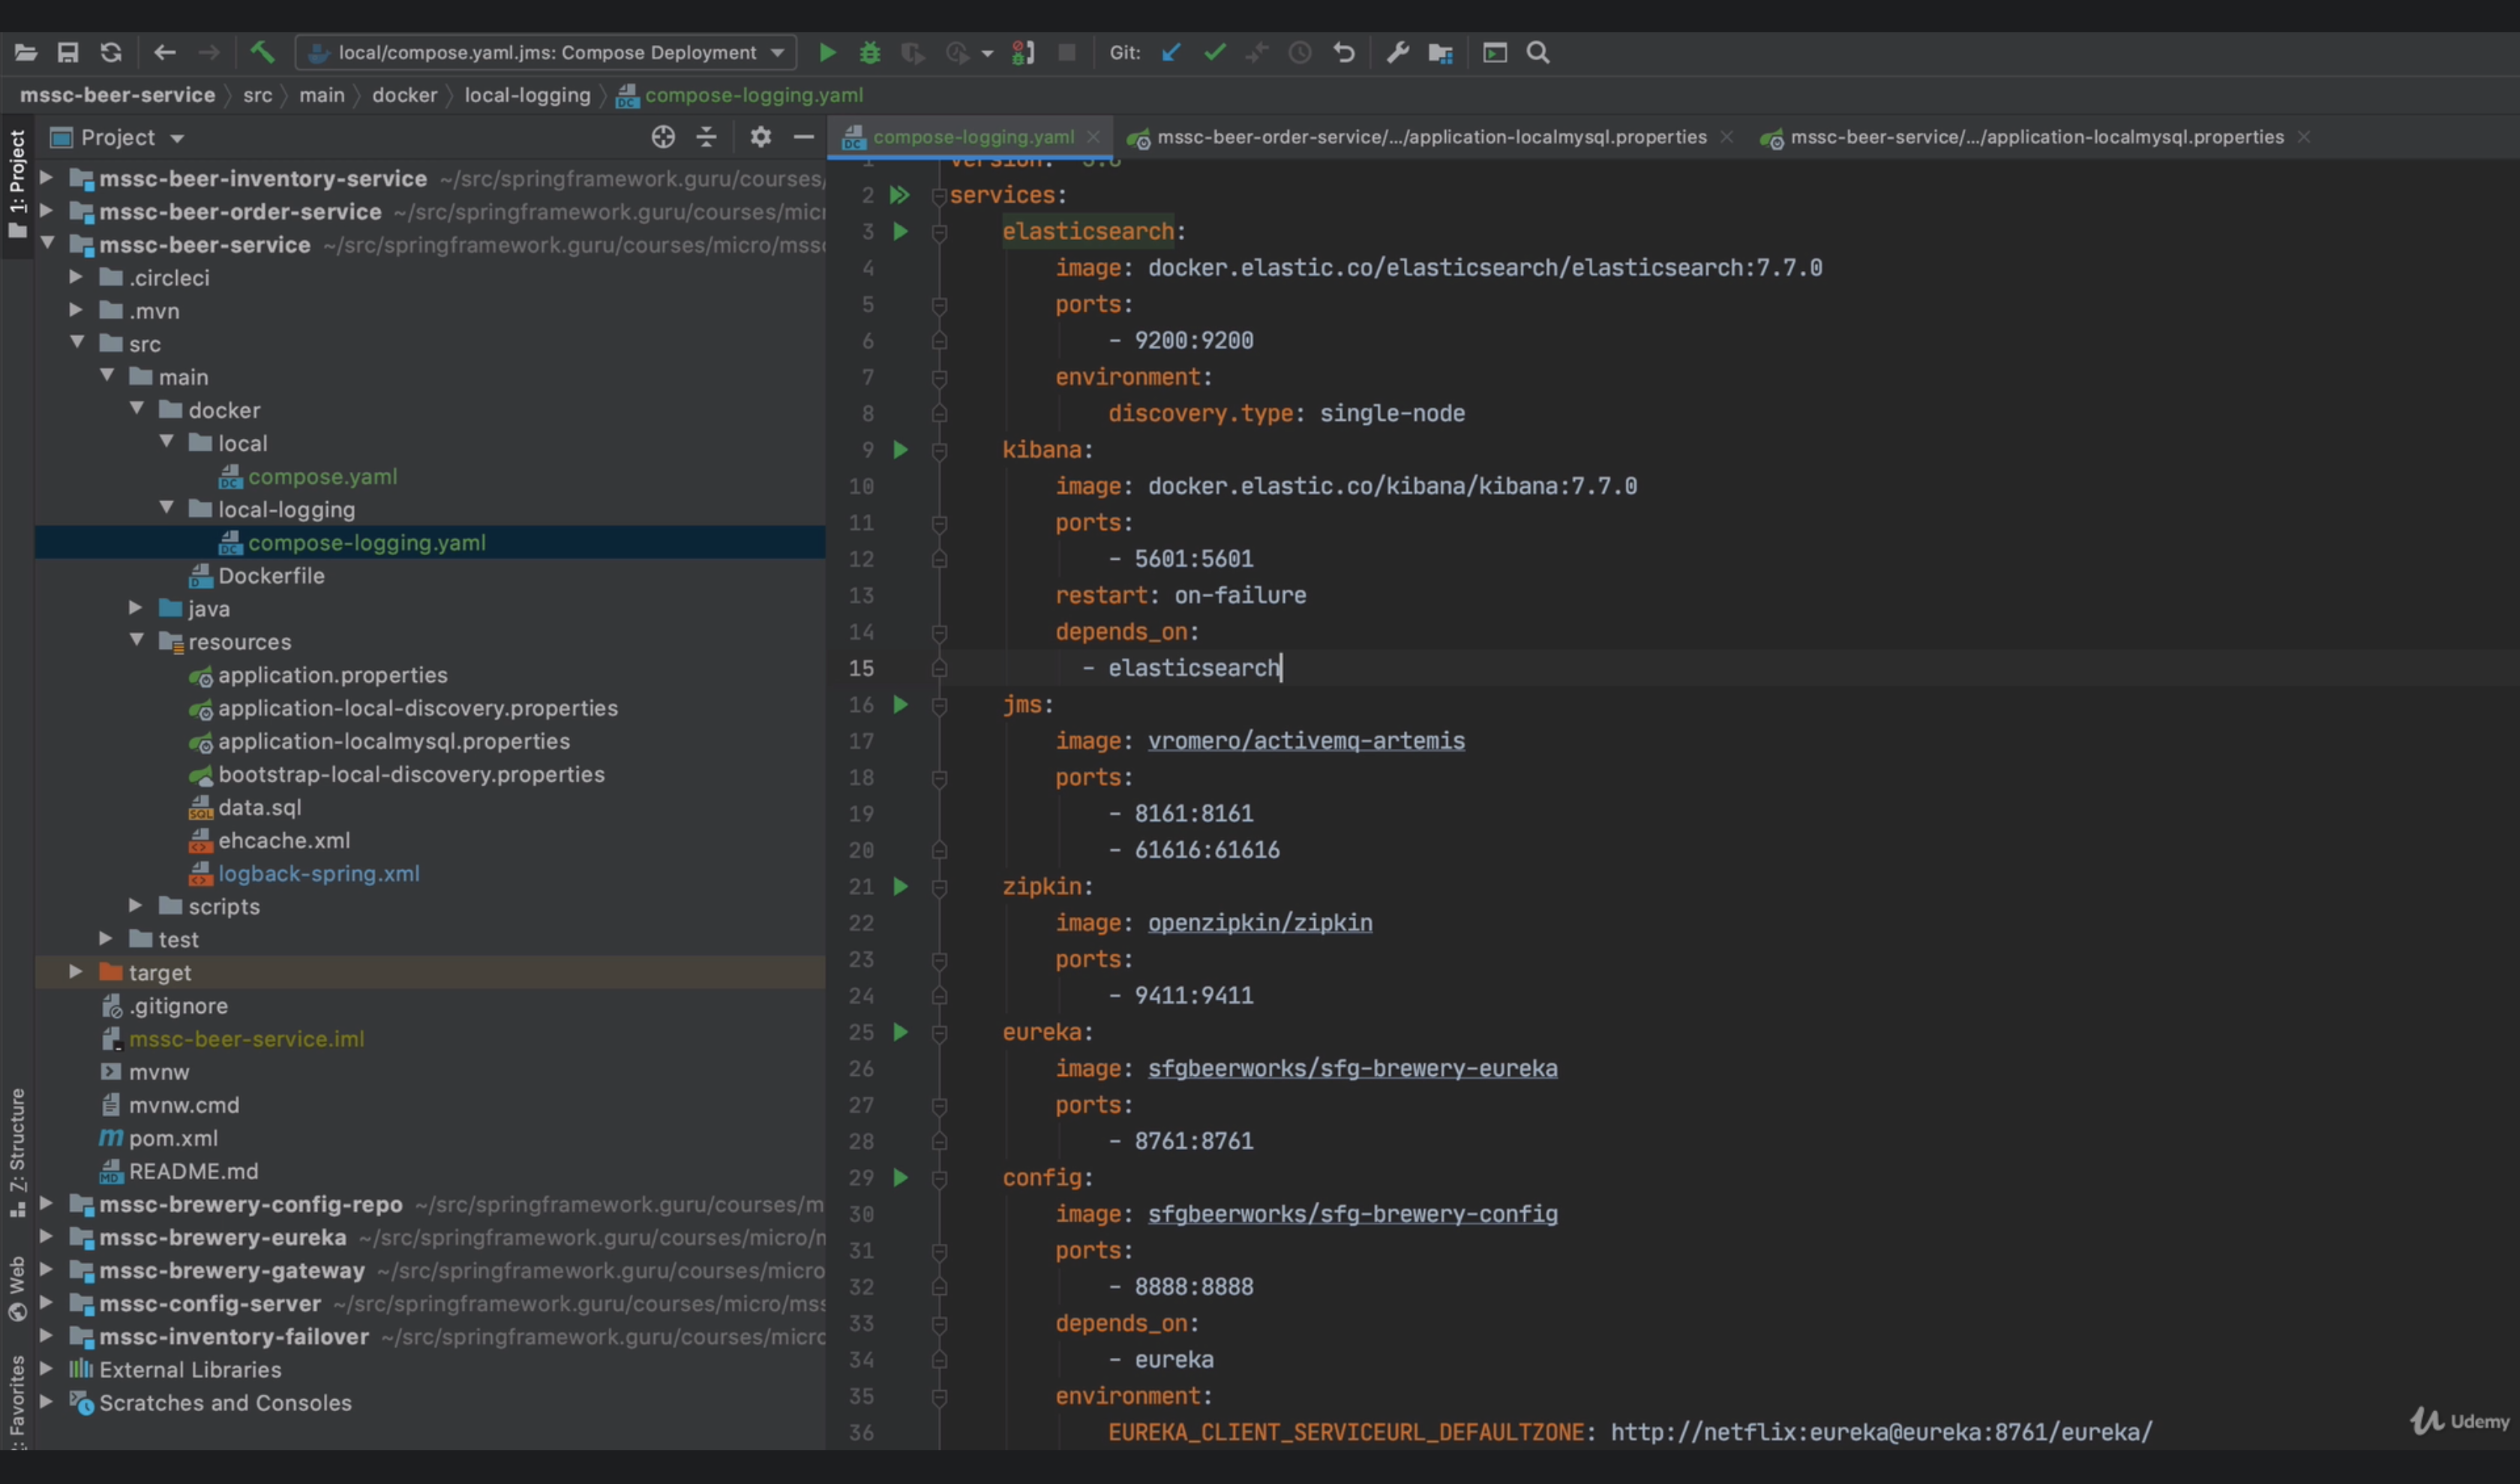 local/compose.yaml.jms: Compose Deployment Git:
mssc-beer-service src main docker local-logging compose-logging.yaml
1: Project
Project
compose-logging.yaml mssc-beer-order-service/.../application-localmysql.properties mssc-beer-service/.../application-localmysql.properties
mssc-beer-inventory-service ~/src/springframework.guru/courses/
mssc-beer-order-service ~/src/springframework.guru/courses/micr
mssc-beer-service ~/src/springframework.guru/courses/micro/mssc
.circleci
.mvn
src
main
docker
local
compose.yaml
local-logging
compose-logging.yaml
Dockerfile
java
resources
application.properties
application-local-discovery.properties
application-localmysql.properties
bootstrap-local-discovery.properties
data.sql
ehcache.xml
logback-spring.xml
scripts
test
target
.gitignore
mssc-beer-service.iml
mvnw
mvnw.cmd
pom.xml
README.md
mssc-brewery-config-repo ~/src/springframework.guru/courses/m
mssc-brewery-eureka ~/src/springframework.guru/courses/micro/m
mssc-brewery-gateway ~/src/springframework.guru/courses/micro
mssc-config-server ~/src/springframework.guru/courses/micro/mss
mssc-inventory-failover ~/src/springframework.guru/courses/micro
External Libraries
Scratches and Consoles
Z: Structure
Web
Favorites
1 version:
2 services:
3 elasticsearch:
4 image: docker.elastic.co/elasticsearch/elasticsearch:7.7.0
5 ports:
6 - 9200:9200
7 environment:
8 discovery.type: single-node
9 kibana:
10 image: docker.elastic.co/kibana/kibana:7.7.0
11 ports:
12 - 5601:5601
13 restart: on-failure
14 depends_on:
15 - elasticsearch
16 jms:
17 image: vromero/activemq-artemis
18 ports:
19 - 8161:8161
20 - 61616:61616
21 zipkin:
22 image: openzipkin/zipkin
23 ports:
24 - 9411:9411
25 eureka:
26 image: sfgbeerworks/sfg-brewery-eureka
27 ports:
28 - 8761:8761
29 config:
30 image: sfgbeerworks/sfg-brewery-config
31 ports:
32 - 8888:8888
33 depends_on:
34 - eureka
35 environment:
36 EUREKA_CLIENT_SERVICEURL_DEFAULTZONE: http://netflix:eureka@eureka:8761/eureka/
Udemy